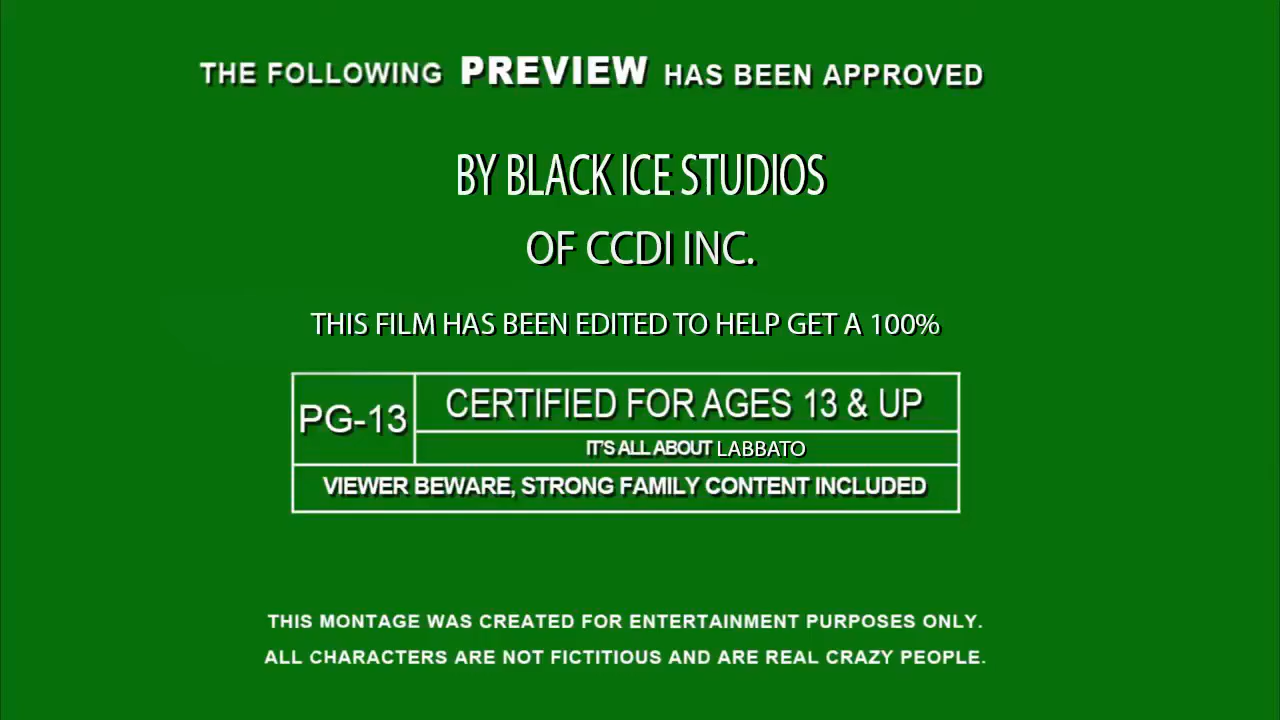 THE FOLLOWING PREVIEW HAS BEEN APPROVED
BY BLACK ICE STUDIOS
OF CCDI INC.
THIS FILM HAS BEEN EDITED TO HELP GET A 100%
PG-13
CERTIFIED FOR AGES 13 & UP
IT'S ALL ABOUT LABBATO
VIEWER BEWARE, STRONG FAMILY CONTENT INCLUDED
THIS MONTAGE WAS CREATED FOR ENTERTAINMENT PURPOSES ONLY.
ALL CHARACTERS ARE NOT FICTITIOUS AND ARE REAL CRAZY PEOPLE.